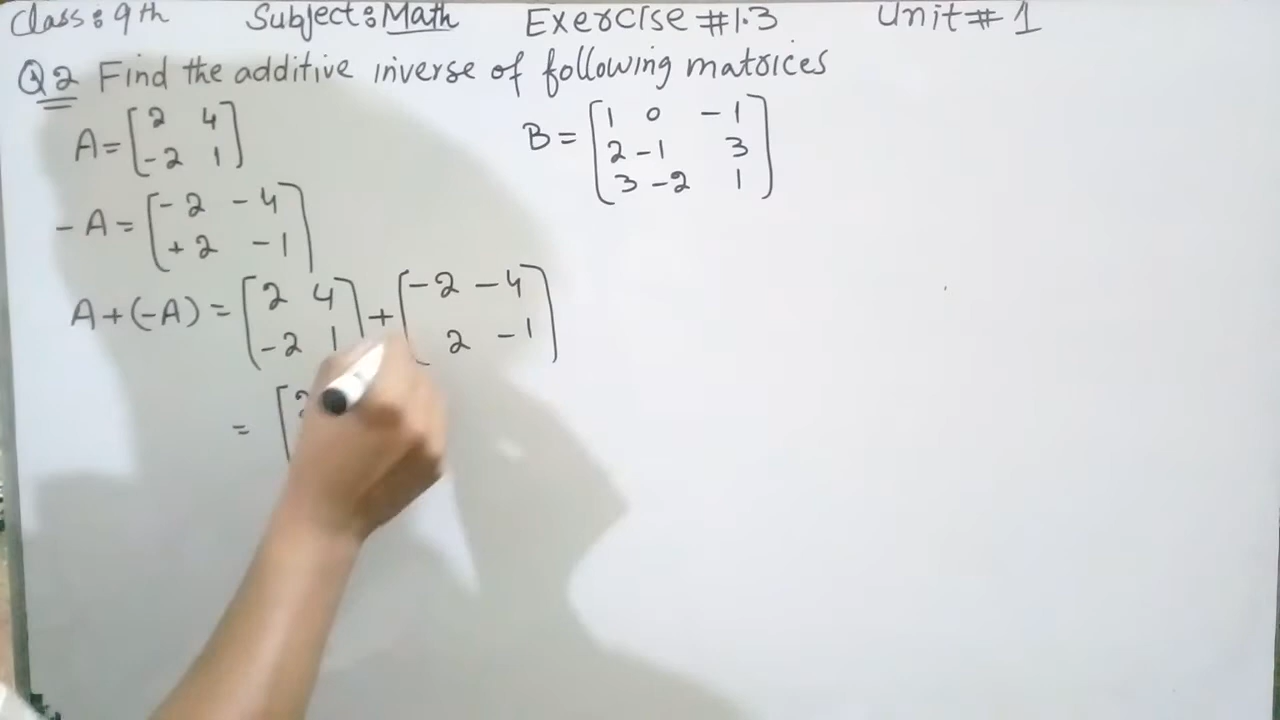 Class: 9th Subject: Math Exercise #1.3 Unit # 1
Q2 Find the additive inverse of following matrices
A = [2 4
-2 1]
B = [1 0 -1
2 -1 3
3 -2 1]
-A = [-2 -4
+2 -1]
A+(-A) = [2 4
-2 1] + [-2 -4
2 -1]
= [2